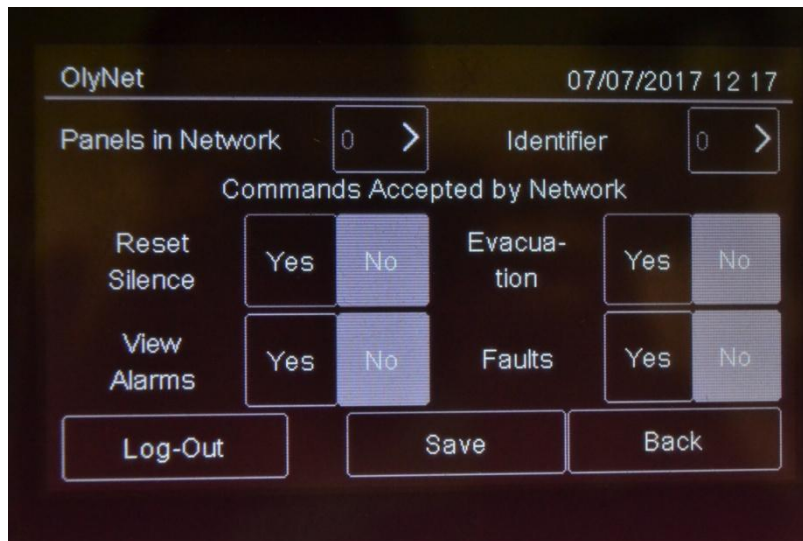 OlyNet 07/07/2017 12 17
Panels in Network 0 > Identifier 0 >
Commands Accepted by Network
Reset Silence Yes No Evacua-tion Yes No
View Alarms Yes No Faults Yes No
Log-Out Save Back